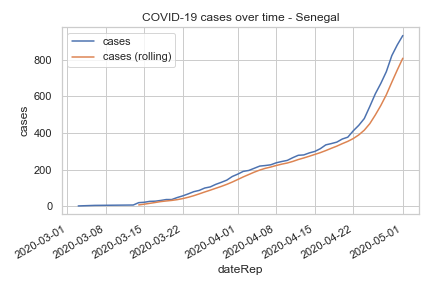 COVID-19 cases over time - Senegal
cases
cases (rolling)
cases
800
600
400
200
0
2020-03-01
2020-03-08
2020-03-15
2020-03-22
2020-04-01
2020-04-08
2020-04-15
2020-04-22
2020-05-01
dateRep